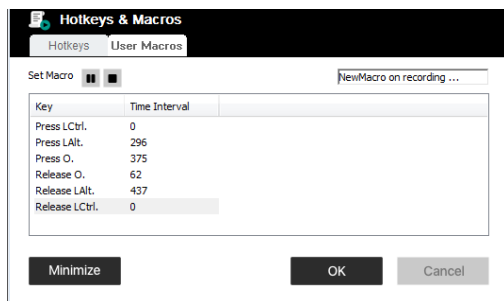 Hotkeys & Macros
Hotkeys User Macros
Set Macro NewMacro on recording ...
Key Time Interval
Press LCtrl. 0
Press LAlt. 296
Press O. 375
Release O. 62
Release LAlt. 437
Release LCtrl. 0
Minimize OK Cancel